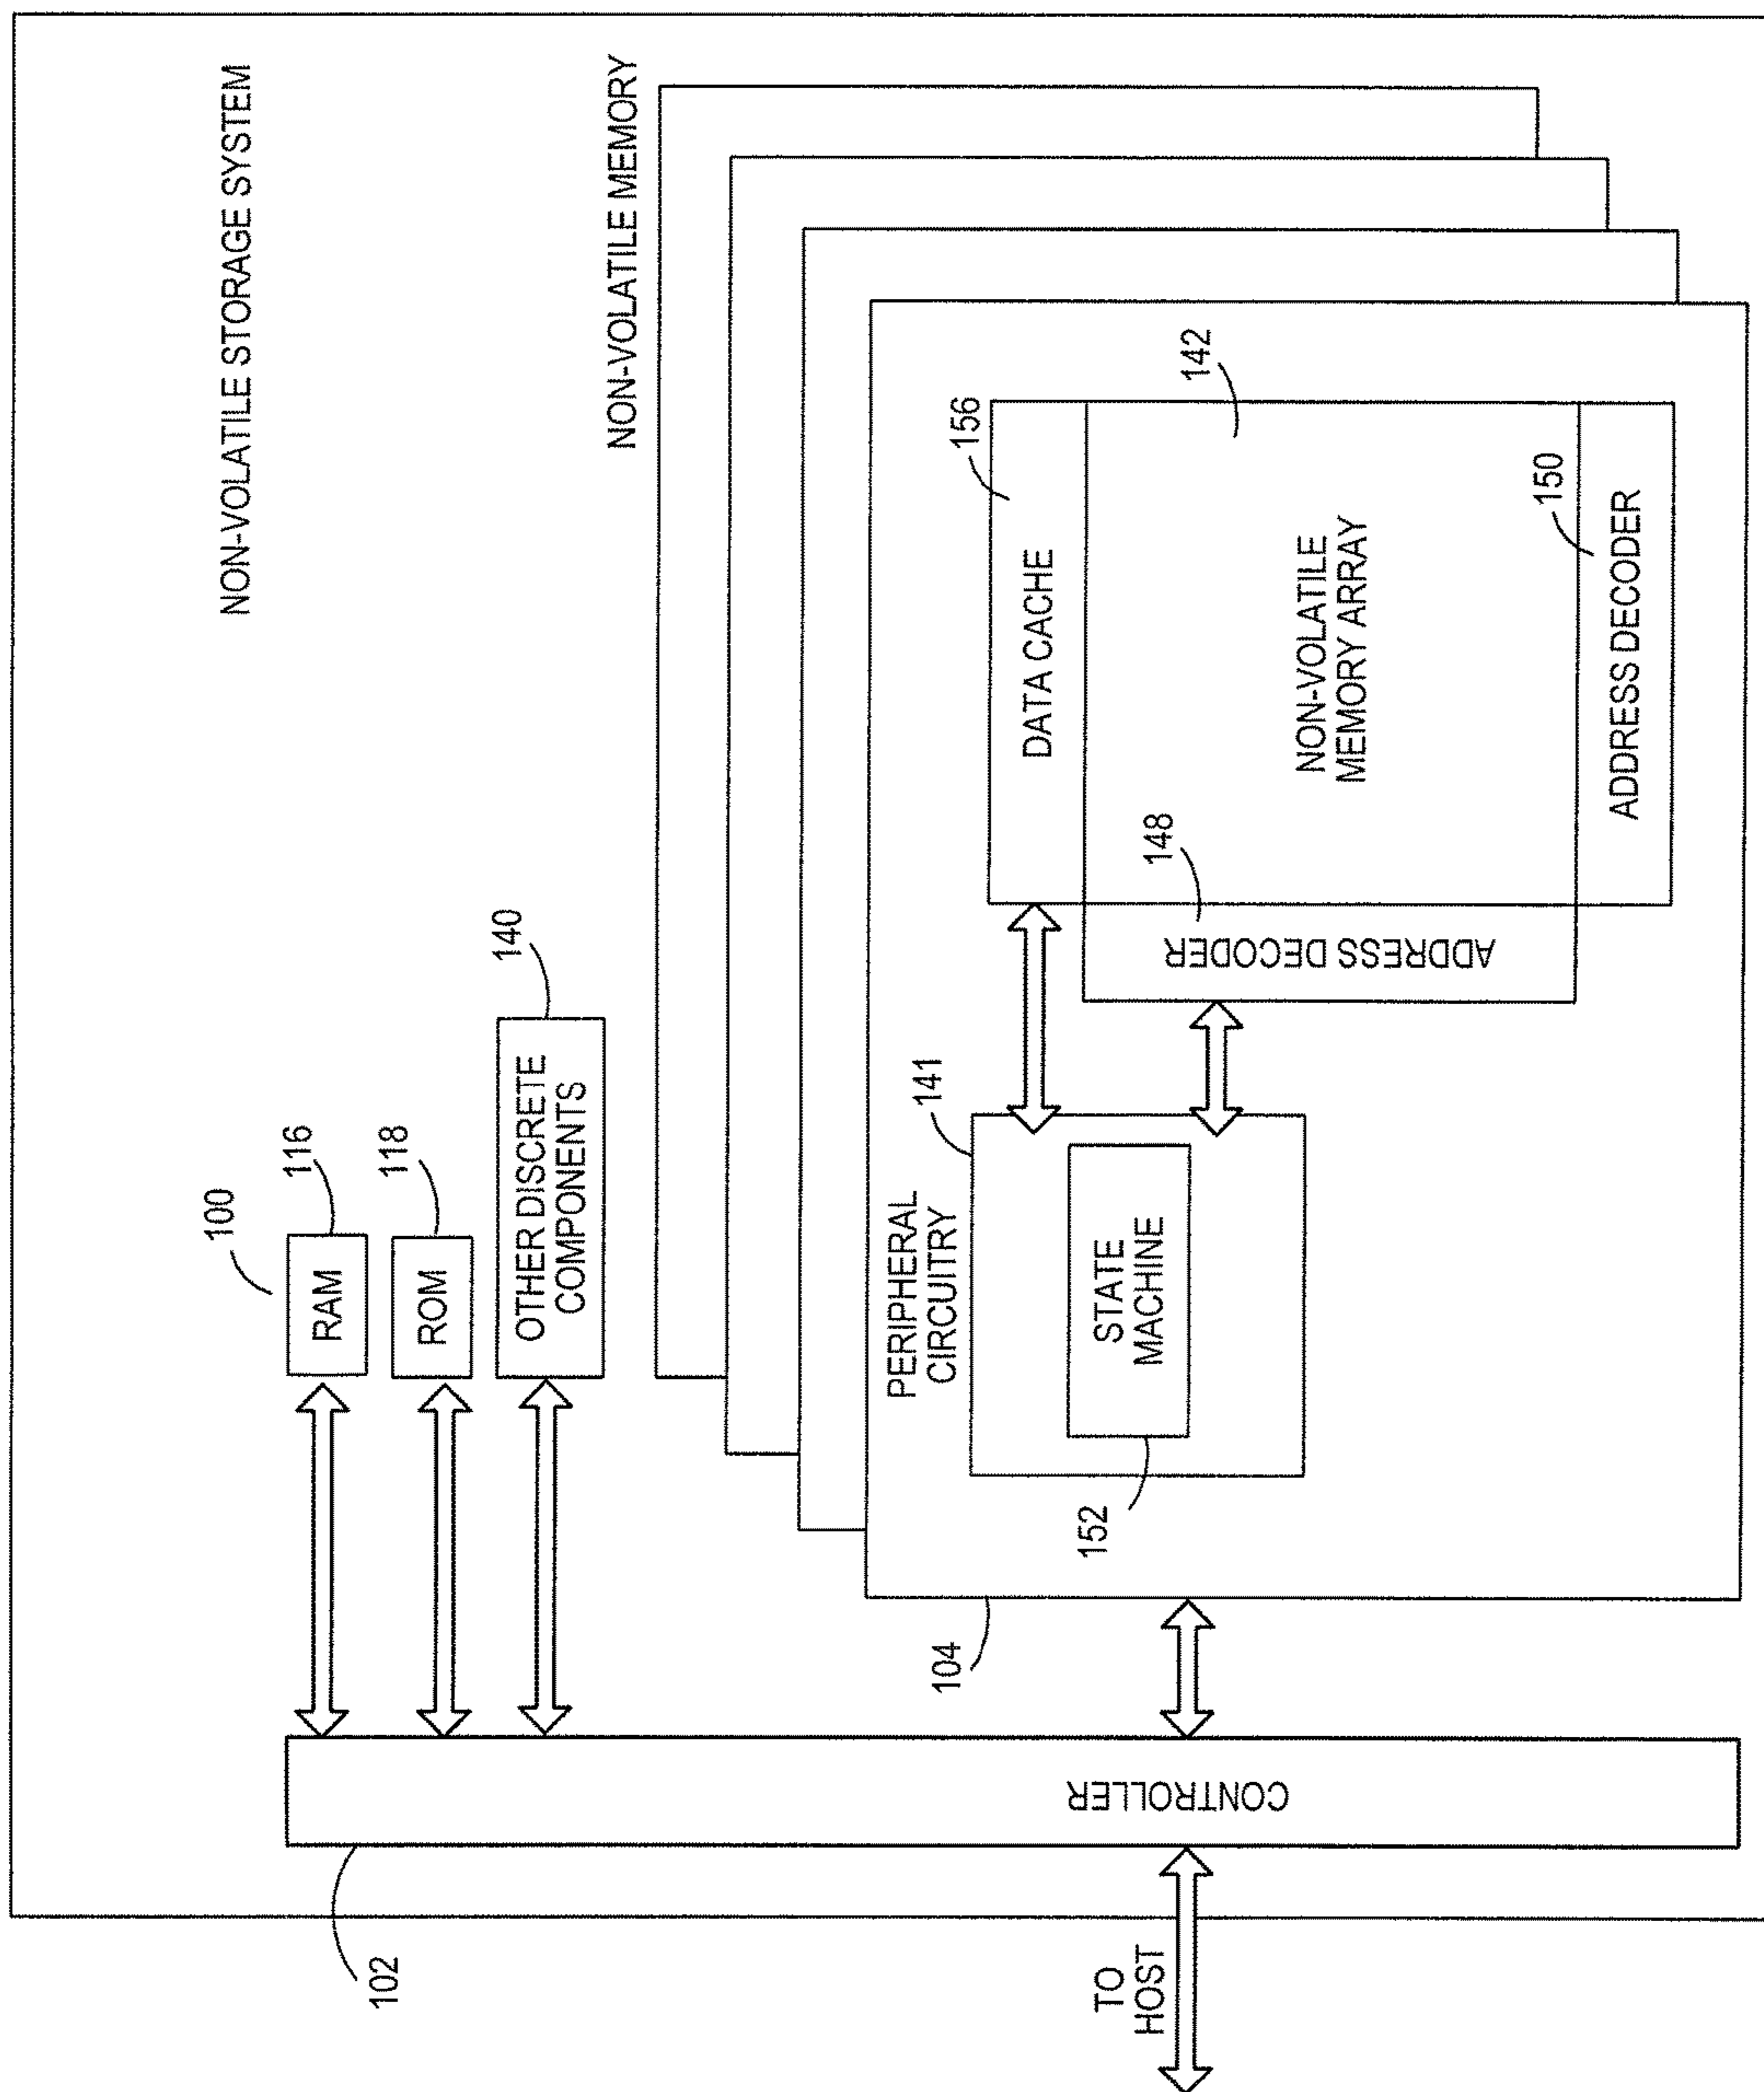 NON-VOLATILE STORAGE SYSTEM
100
RAM
116
ROM
118
OTHER DISCRETE
COMPONENTS
140
NON-VOLATILE MEMORY
102
CONTROLLER
TO
HOST
104
PERIPHERAL
CIRCUITRY
141
STATE
MACHINE
152
DATA CACHE
156
ADDRESS DECODER
148
NON-VOLATILE
MEMORY ARRAY
142
ADDRESS DECODER
150